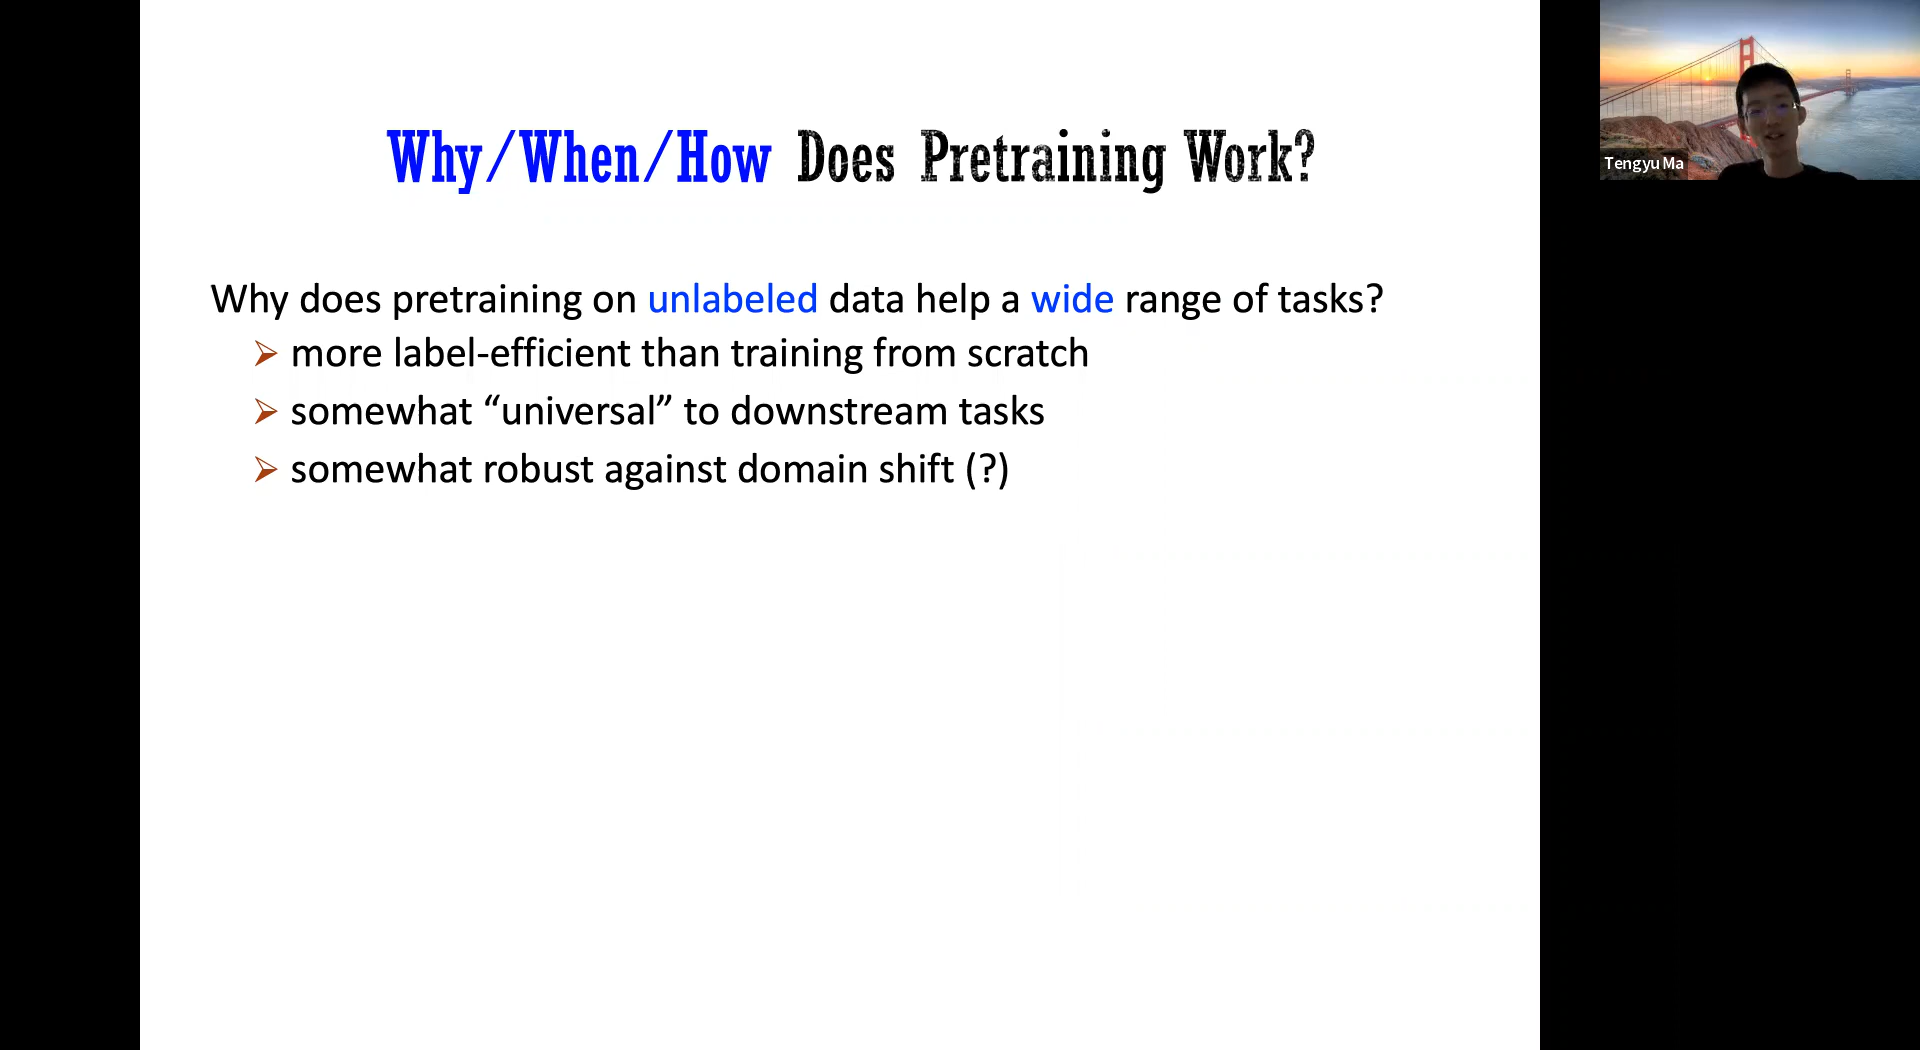 Why/When/How Does Pretraining Work?
Why does pretraining on unlabeled data help a wide range of tasks?
more label-efficient than training from scratch
somewhat “universal” to downstream tasks
somewhat robust against domain shift (?)
Tengyu Ma